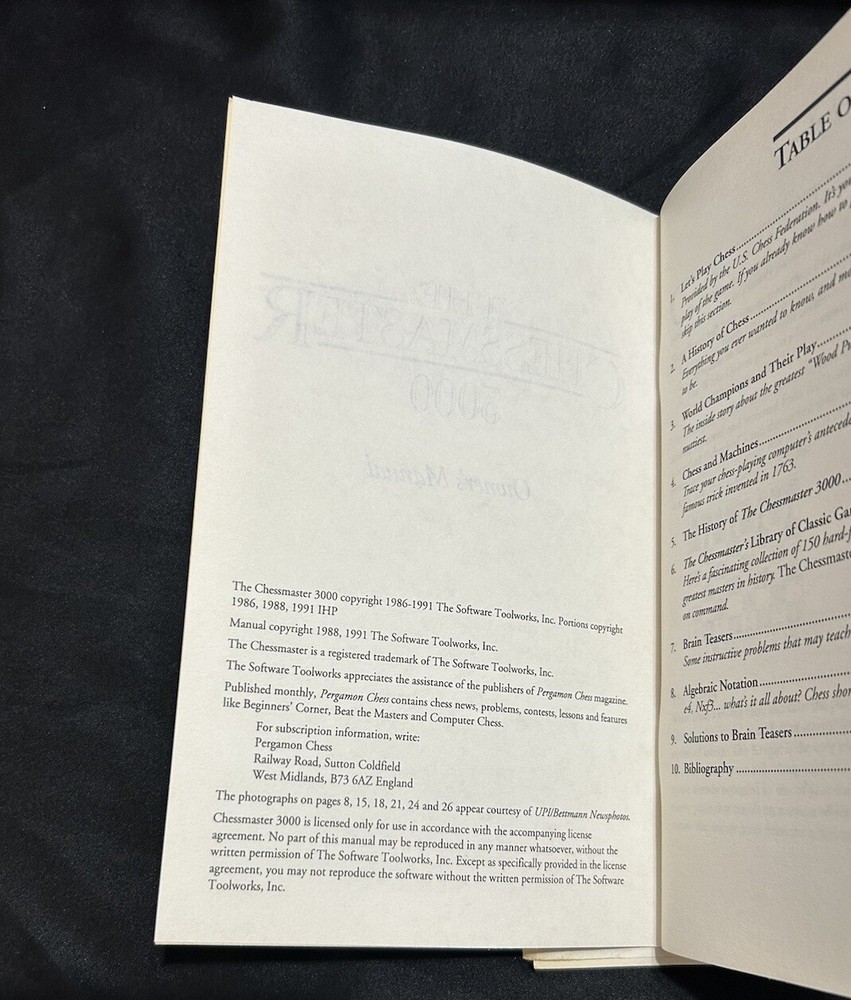 THE
CHESSMASTER
3000
Owner's Manual
The Chessmaster 3000 copyright 1986-1991 The Software Toolworks, Inc. Portions copyright
1986, 1988, 1991 IHP
Manual copyright 1988, 1991 The Software Toolworks, Inc.
The Chessmaster is a registered trademark of The Software Toolworks, Inc.
The Software Toolworks appreciates the assistance of the publishers of Pergamon Chess magazine.
Published monthly, Pergamon Chess contains chess news, problems, contests, lessons and features
like Beginners' Corner, Beat the Masters and Computer Chess.
For subscription information, write:
Pergamon Chess
Railway Road, Sutton Coldfield
West Midlands, B73 6AZ England
The photographs on pages 8, 15, 18, 21, 24 and 26 appear courtesy of UPI/Bettmann Newsphotos.
Chessmaster 3000 is licensed only for use in accordance with the accompanying license
agreement. No part of this manual may be reproduced in any manner whatsoever, without the
written permission of The Software Toolworks, Inc. Except as specifically provided in the license
agreement, you may not reproduce the software without the written permission of The Software
Toolworks, Inc.
TABLE O
1. Let's Play Chess
Provided by the U.S. Chess Federation. It's
play of the game. If you already know how to
skip this section.
2. A History of Chess
Everything you ever wanted to know, and
to be.
3. World Champions and Their Play
The inside story about the greatest "Wood
nuttiest.
4. Chess and Machines
Trace your chess-playing computer's
famous trick invented in 1763.
5. The History of The Chessmaster 3000
6. The Chessmaster's Library of Classic
Here's a fascinating collection of 150
greatest masters in history. The
on command.
7. Brain Teasers
Some instructive problems that may teach
8. Algebraic Notation
e4, Nxf3... what's it all about? Chess
9. Solutions to Brain Teasers
10. Bibliography